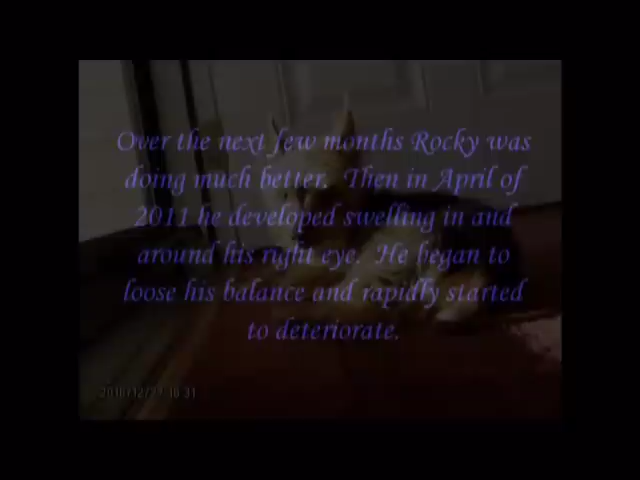 Over the next few months Rocky was
doing much better. Then in April of
2011 he developed swelling in and
around his right eye. He began to
loose his balance and rapidly started
to deteriorate.